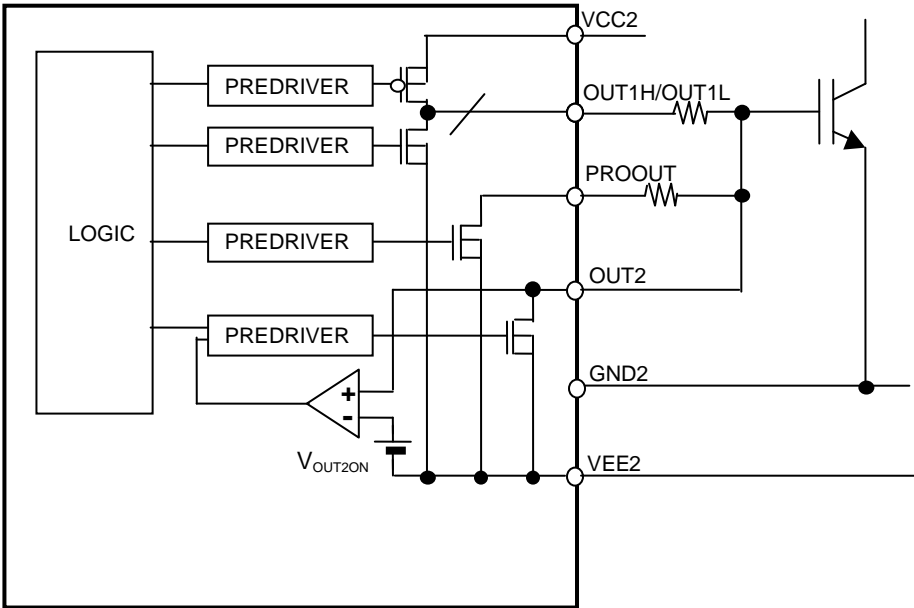 VCC2
PREDRIVER
OUT1H/OUT1L
PREDRIVER
PROOUT
LOGIC
PREDRIVER
OUT2
PREDRIVER
GND2
+
-
VOUT2ON
VEE2